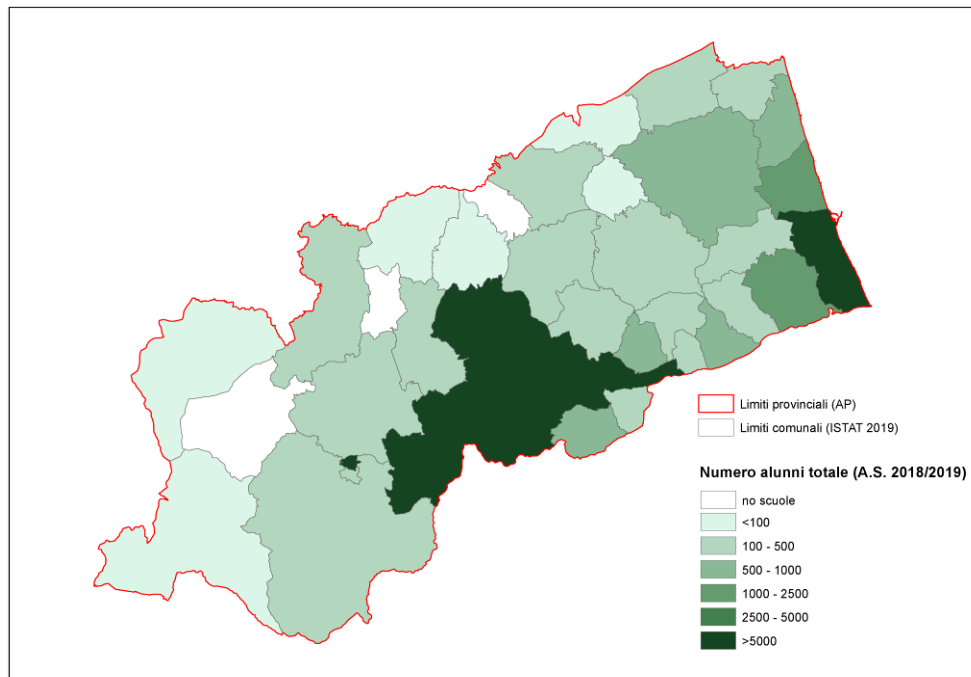 Limiti provinciali (AP)
Limiti comunali (ISTAT 2019)
Numero alunni totale (A.S. 2018/2019)
no scuole
<100
100 - 500
500 - 1000
1000 - 2500
2500 - 5000
>5000